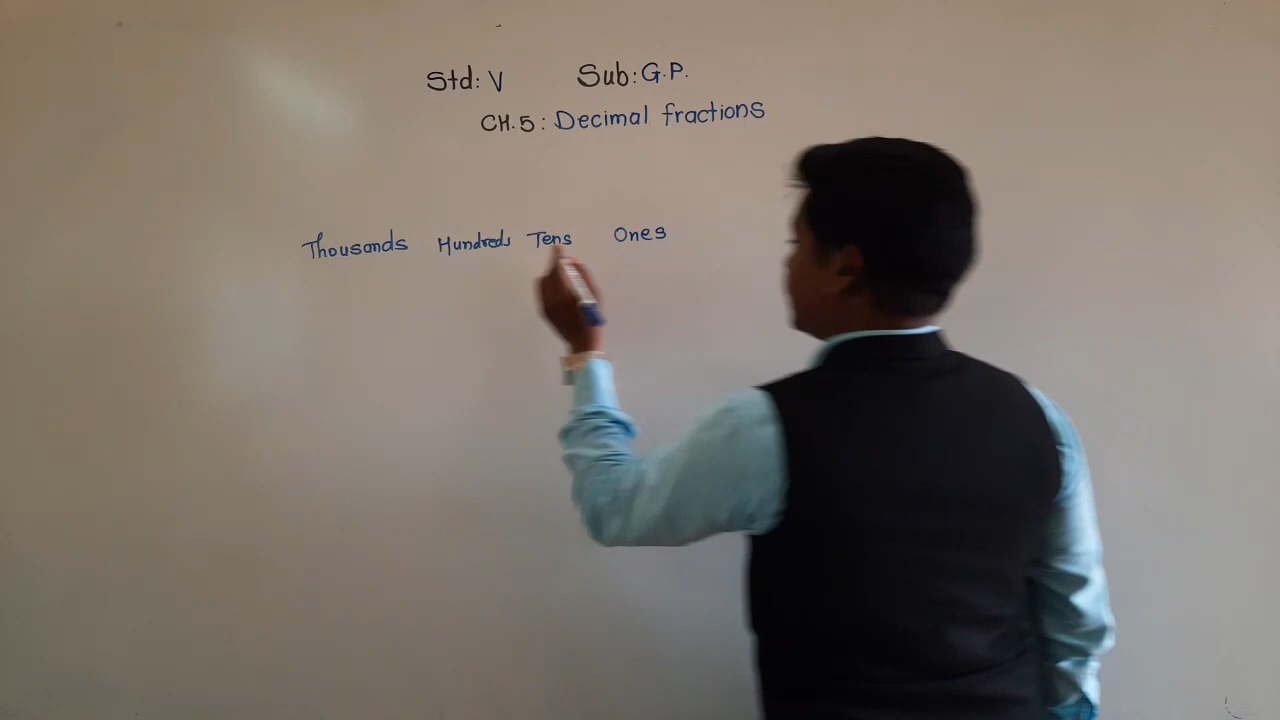 Std: V Sub: G.P.
CH.5: Decimal fractions
Thousands Hundreds Tens Ones